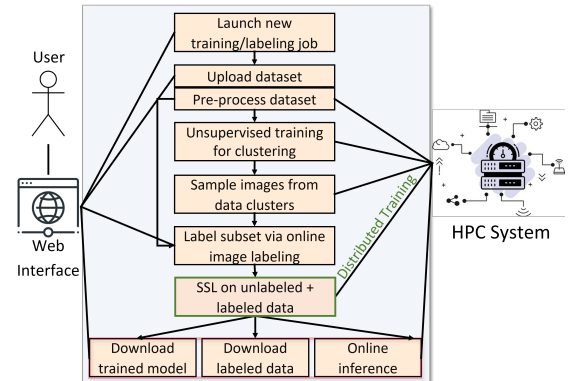 Launch new
training/labeling job
User
Upload dataset
Pre-process dataset
Unsupervised training
for clustering
Sample images from
data clusters
Web
Interface
Label subset via online
image labeling
HPC System
Distributed Training
SSL on unlabeled +
labeled data
Download
trained model
Download
labeled data
Online
inference